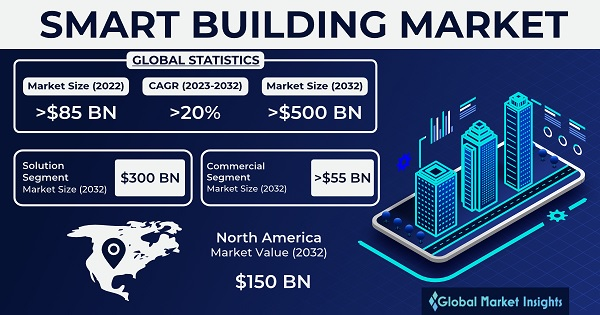 SMART BUILDING MARKET
GLOBAL STATISTICS
Market Size (2022)
>$85 BN
CAGR (2023-2032)
>20%
Market Size (2032)
>$500 BN
Solution
Segment
Market Size (2032)
$300 BN
Commercial
Segment
Market Size (2032)
>$55 BN
North America
Market Value (2032)
$150 BN
Global Market Insights